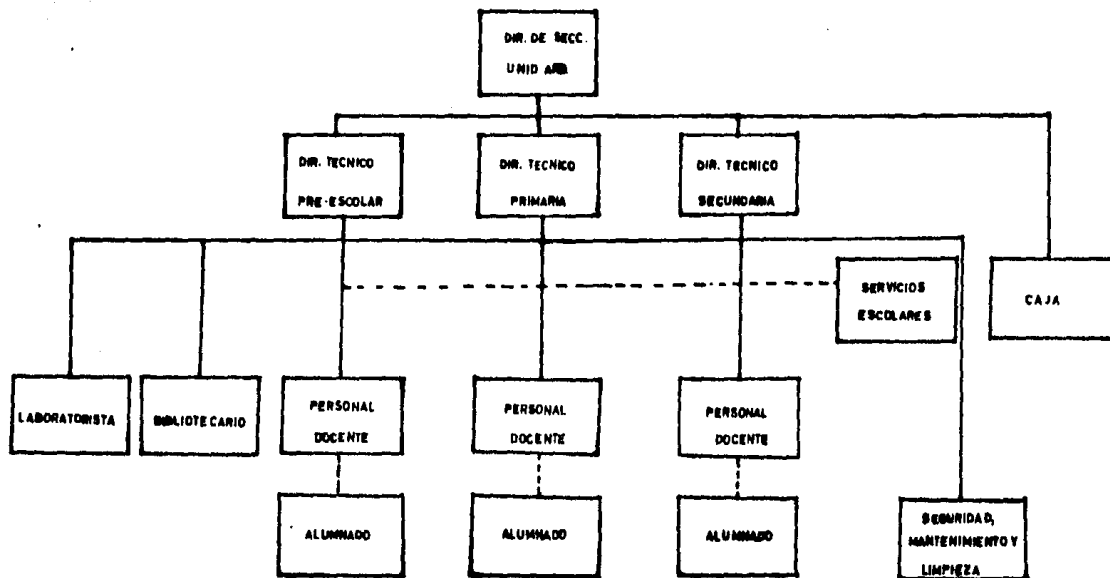 DIR. DE SECC.
UNID AREA
DIR. TECNICO
PRE-ESCOLAR
DIR. TECNICO
PRIMARIA
DIR. TECNICO
SECUNDARIA
SERVICIOS
ESCOLARES
CAJA
LABORATORISTA
BIBLIOTECARIO
PERSONAL
DOCENTE
PERSONAL
DOCENTE
PERSONAL
DOCENTE
ALUMNADO
ALUMNADO
ALUMNADO
SEGURIDAD,
MANTENIMIENTO Y
LIMPIEZA